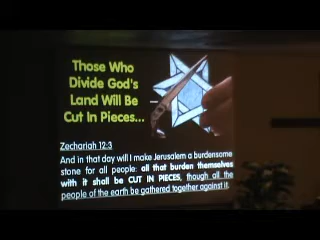 Those Who
Divide God's
Land Will Be
Cut In Pieces...
Zechariah 12:3
And in that day will I make Jerusalem a burdensome
stone for all people: all that burden themselves
with it shall be CUT IN PIECES, though all the
people of the earth be gathered together against it.